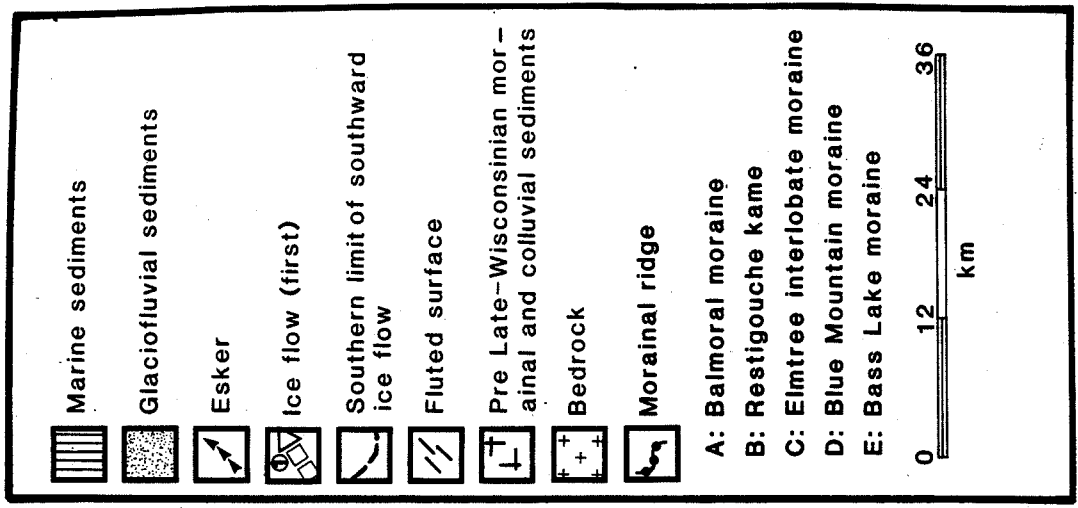 Marine sediments
Glaciofluvial sediments
Esker
1
Ice flow (first)
Southern limit of southward
ice flow
Fluted surface
Pre Late-Wisconsinian mor-
ainal and colluvial sediments
Bedrock
Morainal ridge
A: Balmoral moraine
B: Restigouche kame
C: Elmtree interlobate moraine
D: Blue Mountain moraine
E: Bass Lake moraine
0 12 24 36
km